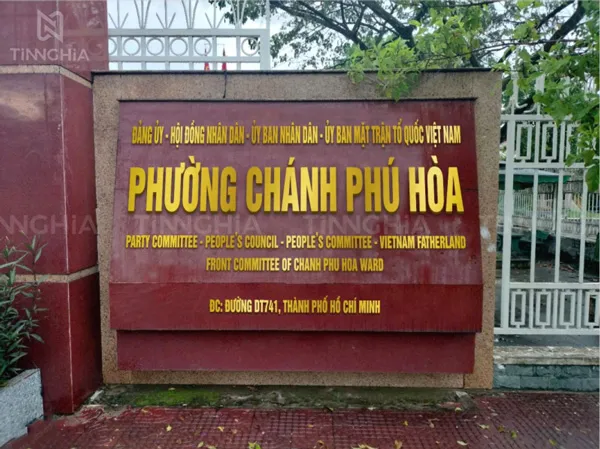 TÍNNGHĨA
ĐẢNG ỦY - HỘI ĐỒNG NHÂN DÂN - ỦY BAN NHÂN DÂN - ỦY BAN MẶT TRẬN TỔ QUỐC VIỆT NAM
PHƯỜNG CHÁNH PHÚ HÒA
PARTY COMMITTEE - PEOPLE'S COUNCIL - PEOPLE'S COMMITTEE - VIETNAM FATHERLAND
FRONT COMMITTEE OF CHANH PHU HOA WARD
ĐC: ĐƯỜNG DT741, THÀNH PHỐ HỒ CHÍ MINH